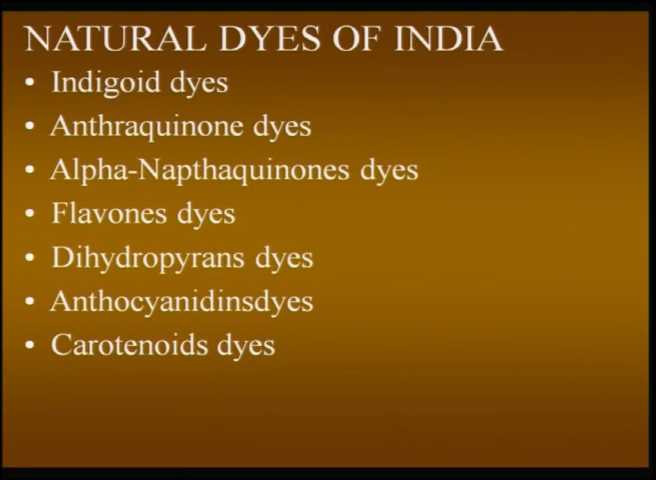 NATURAL DYES OF INDIA
• Indigoid dyes
• Anthraquinone dyes
• Alpha-Napthaquinones dyes
• Flavones dyes
• Dihydropyrans dyes
• Anthocyanidinsdyes
• Carotenoids dyes